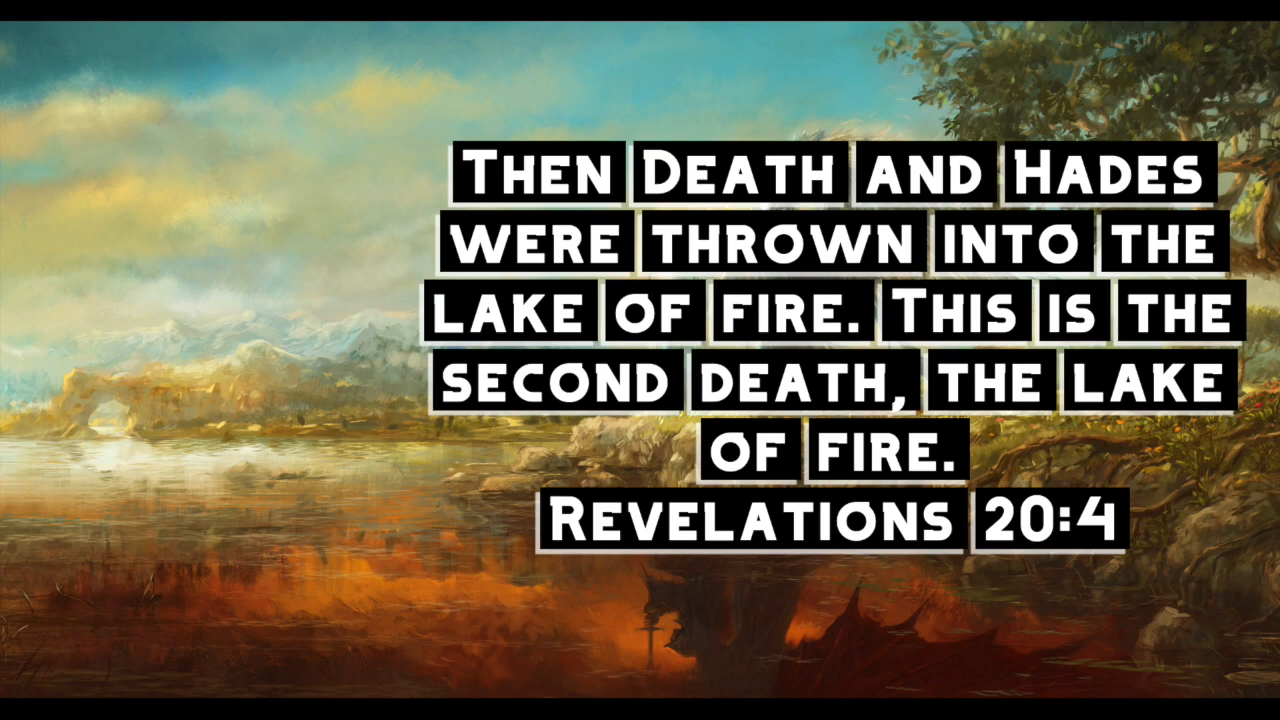 Then Death and Hades
were thrown into the
lake of fire. This is the
second death, the lake
of fire.
Revelations 20:4